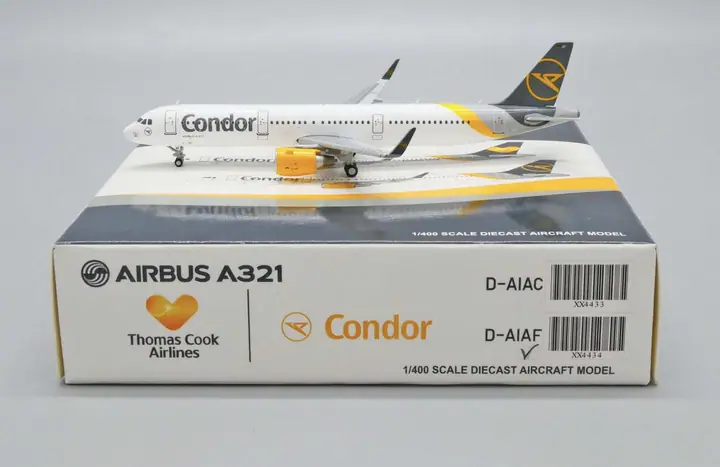 Condor
Condor
1/400 SCALE DIECAST AIRCRAFT MODEL
AIRBUS A321
Thomas Cook
Airlines
Condor
D-AIAC
XX4433
D-AIAF
XX4434
1/400 SCALE DIECAST AIRCRAFT MODEL